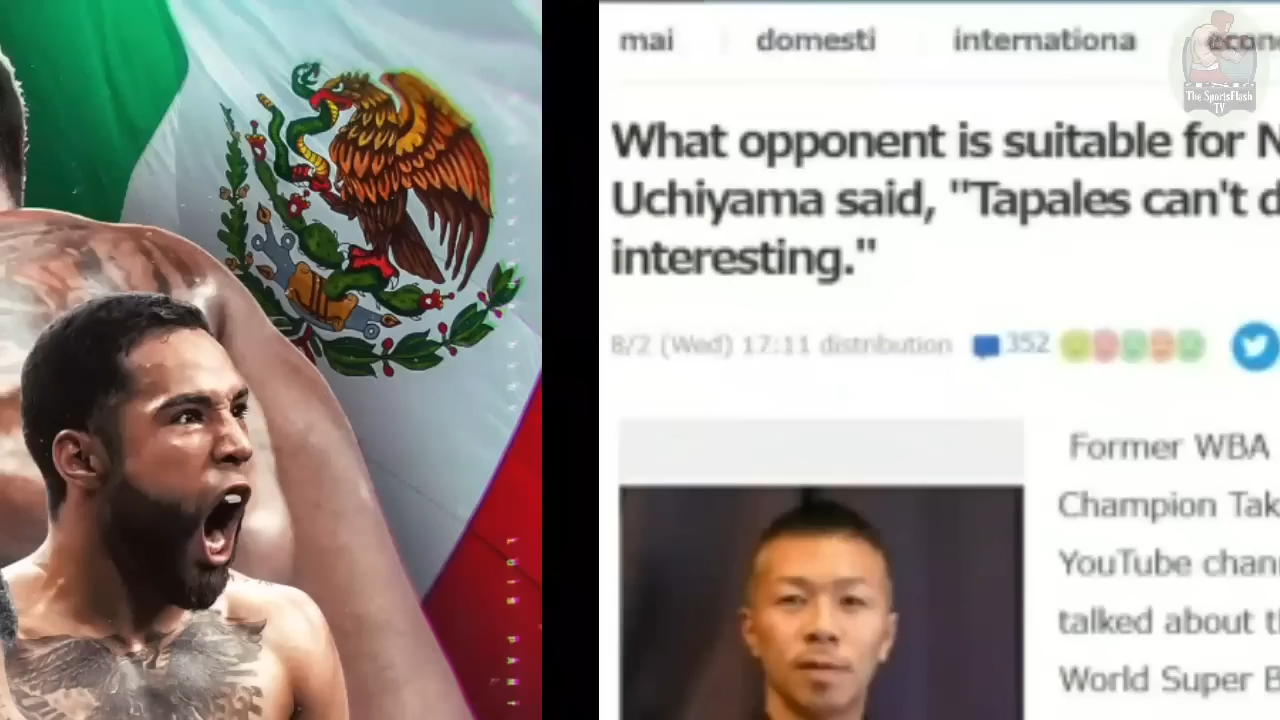 mai domesti internationa econ
The SportsFlash
TV
What opponent is suitable for N
Uchiyama said, "Tapales can't d
interesting."
8/2 (Wed) 17:11 distribution 352
Former WBA
Champion Tak
YouTube chan
talked about t
World Super B